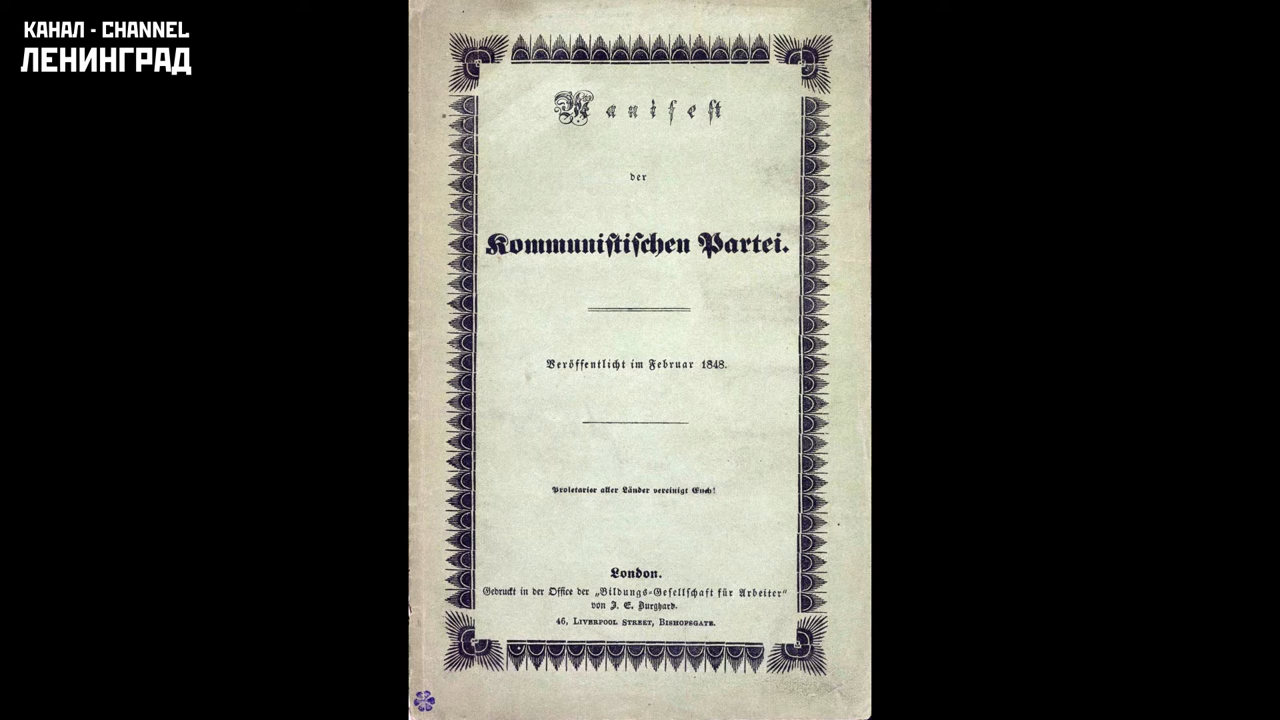 КАНАЛ - CHANNEL
ЛЕНИНГРАД
Manifest
der
Kommunistischen Partei.
Veröffentlicht im Februar 1848.
Proletarier aller Länder vereinigt Euch!
London.
Gedruckt in der Office der „Bildungs-Gesellschaft für Arbeiter“
von J. E. Burghard.
46, LIVERPOOL STREET, BISHOPSGATE.